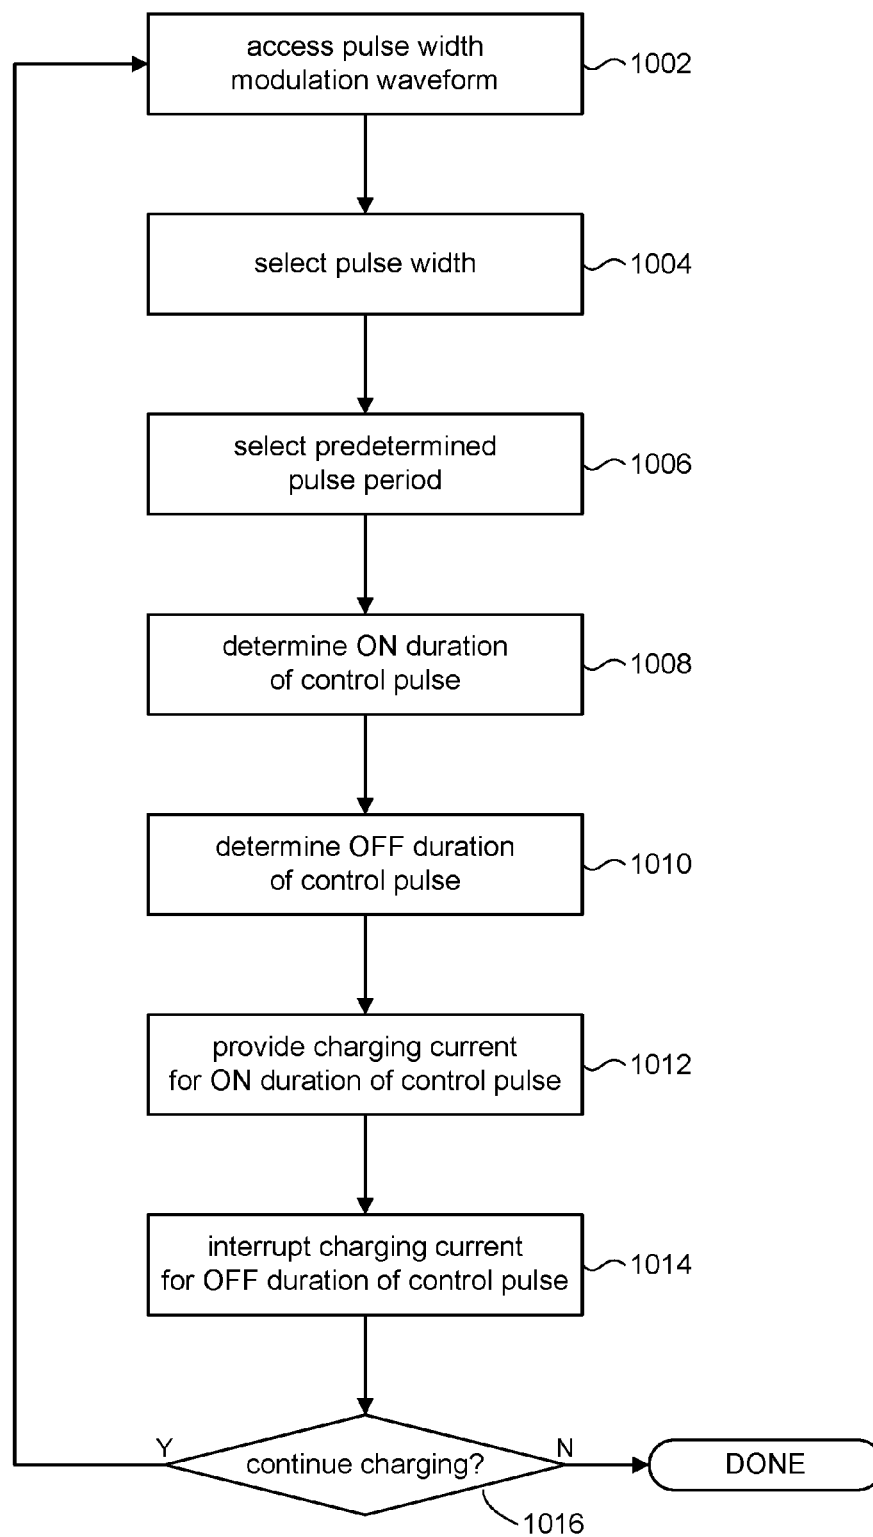 access pulse width
modulation waveform
1002
select pulse width
1004
select predetermined
pulse period
1006
determine ON duration
of control pulse
1008
determine OFF duration
of control pulse
1010
provide charging current
for ON duration of control pulse
1012
interrupt charging current
for OFF duration of control pulse
1014
Y
continue charging?
N
DONE
1016